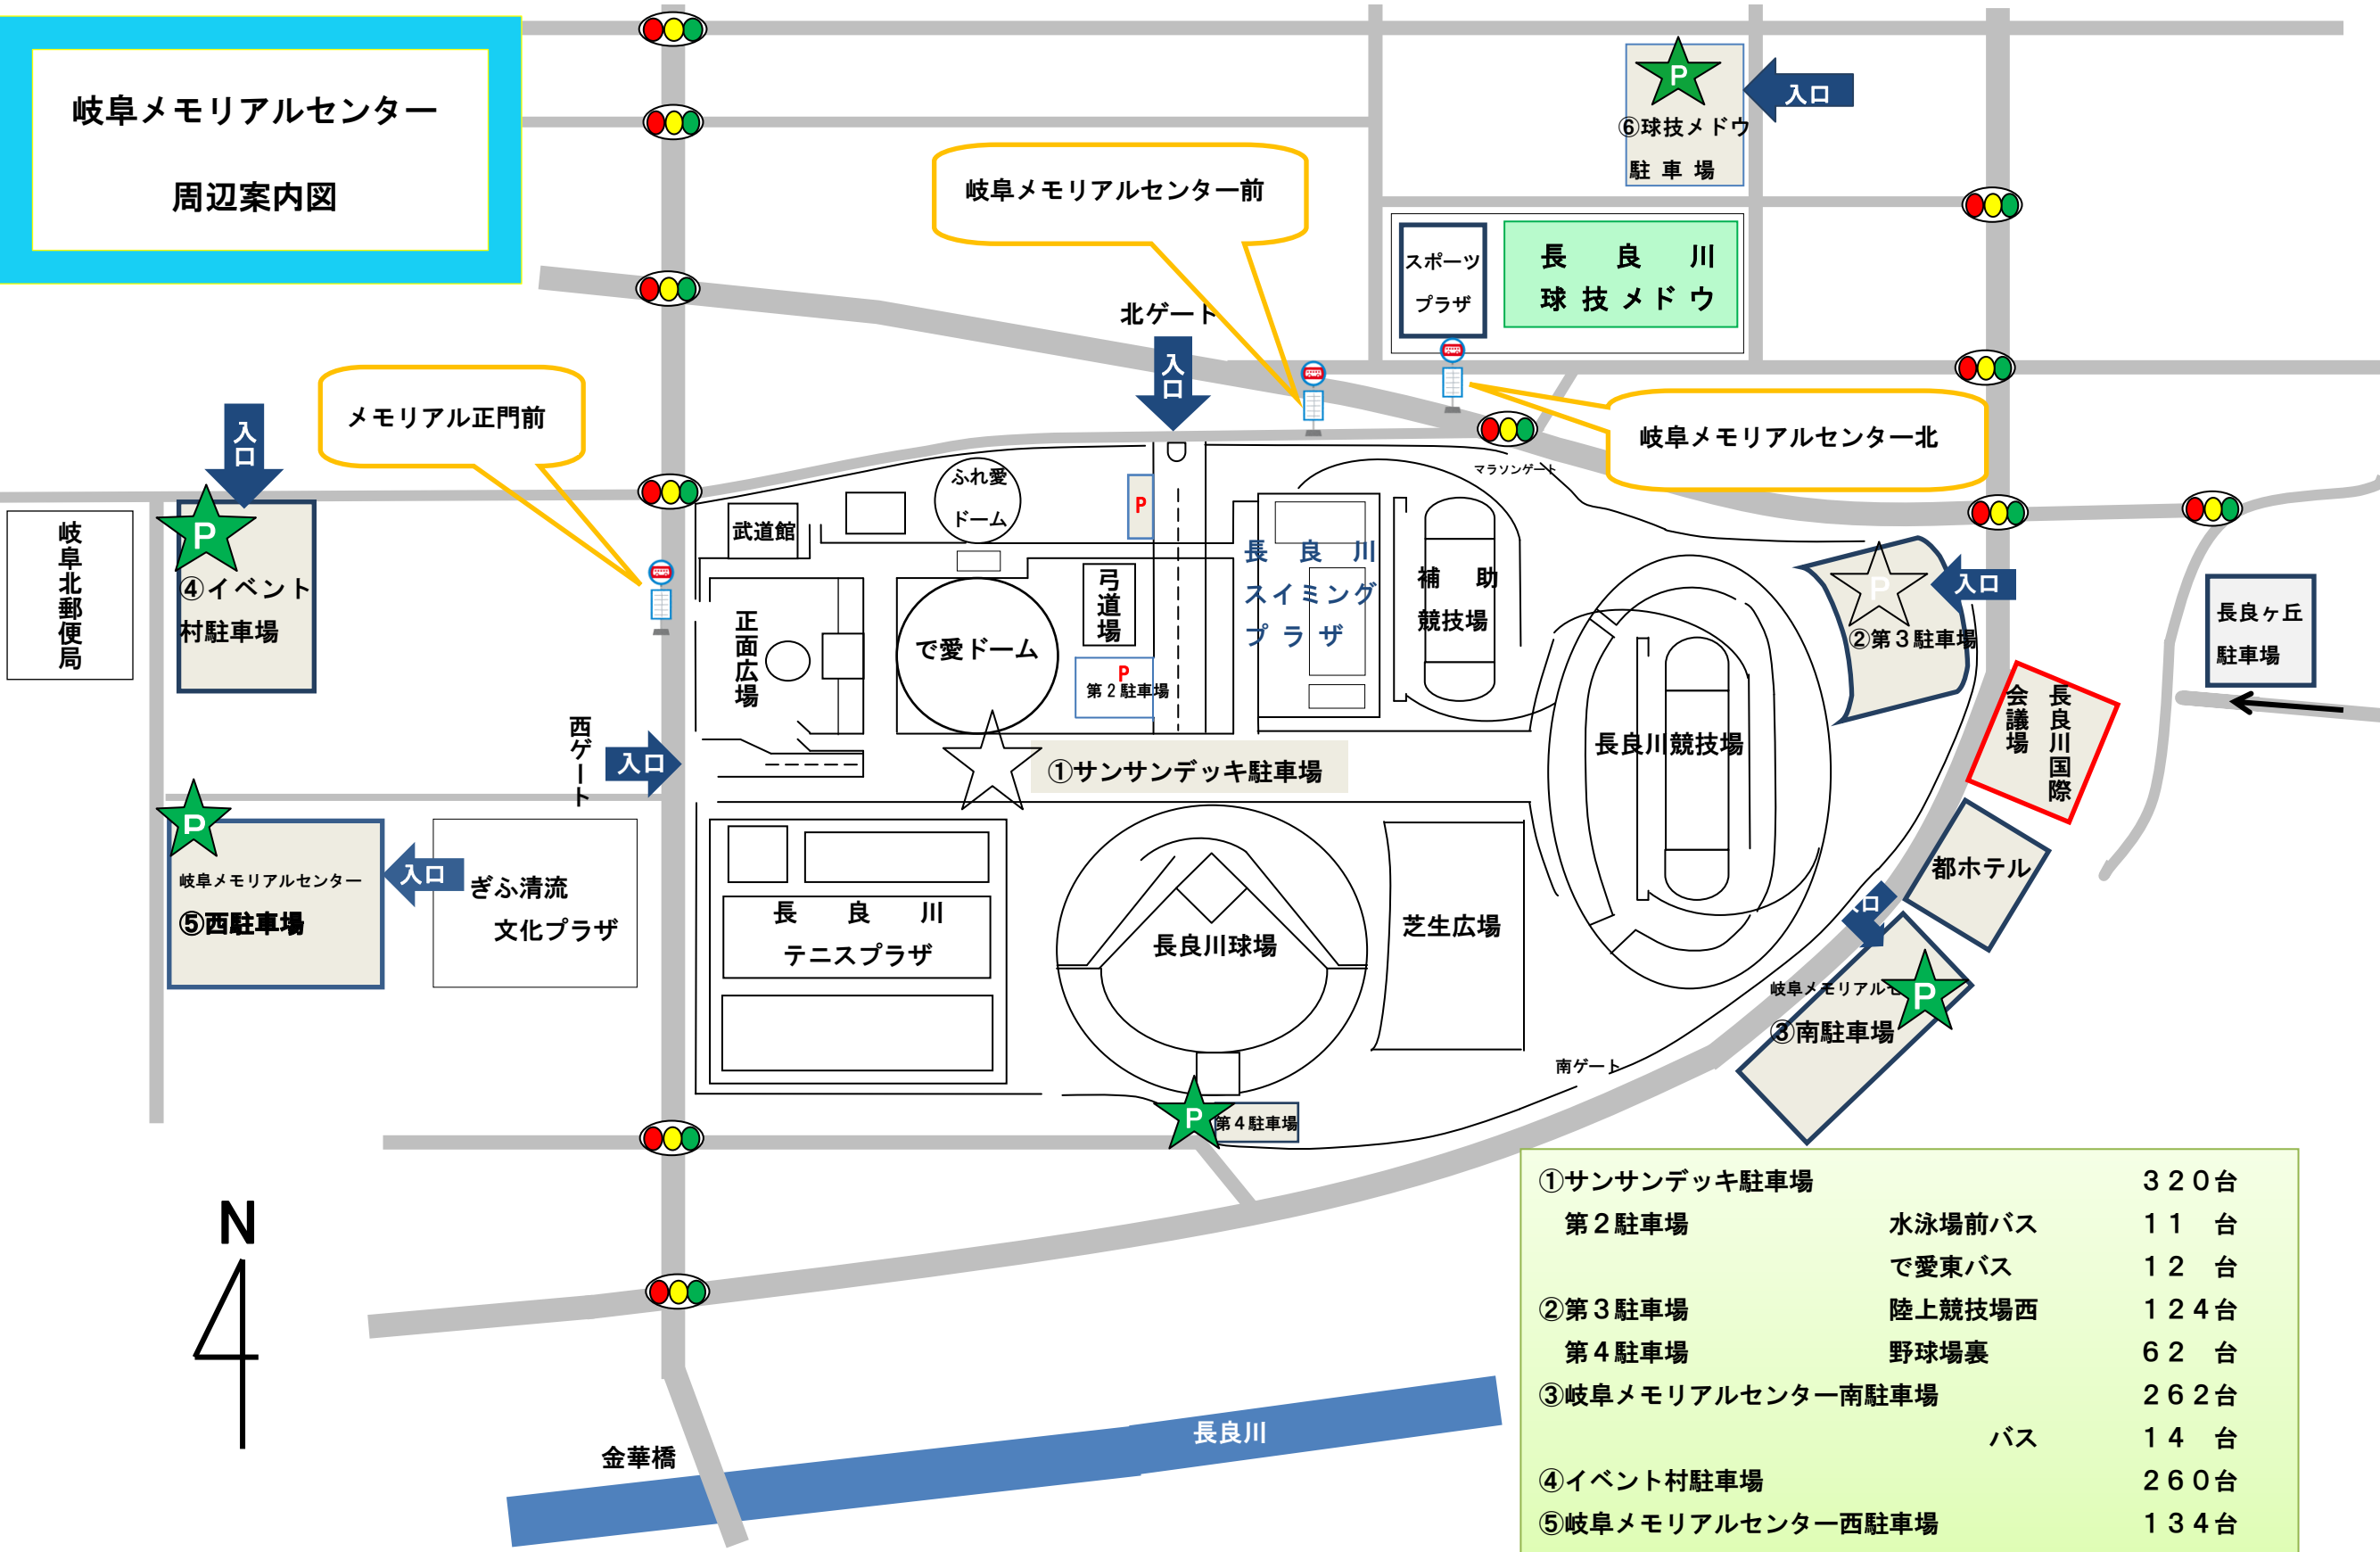 岐阜メモリアルセンター
周辺案内図
P
⑥球技メドウ
駐 車 場
入口
岐阜メモリアルセンター前
スポーツ
プラザ
長 良 川
球 技 メ ド ウ
北ゲート
入口
メモリアル正門前
岐阜メモリアルセンター北
マラソンゲート
入口
P
④イベント
村駐車場
岐阜北郵便局
武道館
ふれ愛
ドーム
P
長 良 川
スイミング
プ ラ ザ
補 助
競技場
弓道場
正面広場
で愛ドーム
P
第2駐車場
P
入口
②第3駐車場
長良ヶ丘
駐車場
長良川国際
会議場
長良川競技場
西ゲート
入口
①サンサンデッキ駐車場
P
岐阜メモリアルセンター
⑤西駐車場
入口
ぎふ清流
文化プラザ
長 良 川
テニスプラザ
長良川球場
芝生広場
都ホテル
入口
岐阜メモリアルセ
P
③南駐車場
南ゲート
P
第4駐車場
N
金華橋
長良川
①サンサンデッキ駐車場 320台
第2駐車場 水泳場前バス 11 台
で愛東バス 12 台
②第3駐車場 陸上競技場西 124台
第4駐車場 野球場裏 62 台
③岐阜メモリアルセンター南駐車場 262台
バス 14 台
④イベント村駐車場 260台
⑤岐阜メモリアルセンター西駐車場 134台